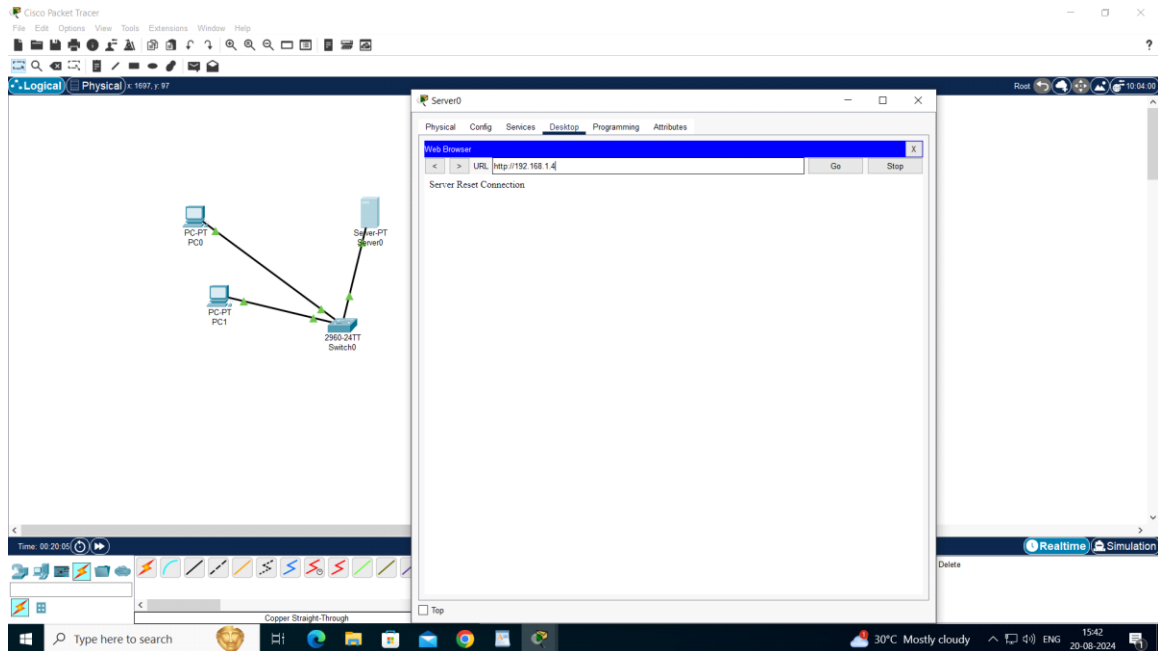 Cisco Packet Tracer
File Edit Options View Tools Extensions Window Help
?
Logical Physical x: 1697, y: 97
Root 10:04:00
Server0
Physical Config Services Desktop Programming Attributes
Web Browser X
< > URL http://192.168.1.4 Go Stop
Server Reset Connection
PC-PT
PC0
Server-PT
Server0
PC-PT
PC1
2960-24TT
Switch0
Time: 00:20:05
Realtime Simulation
Delete
Top
Copper Straight-Through
Type here to search
30°C Mostly cloudy ENG
15:42
20-08-2024
1